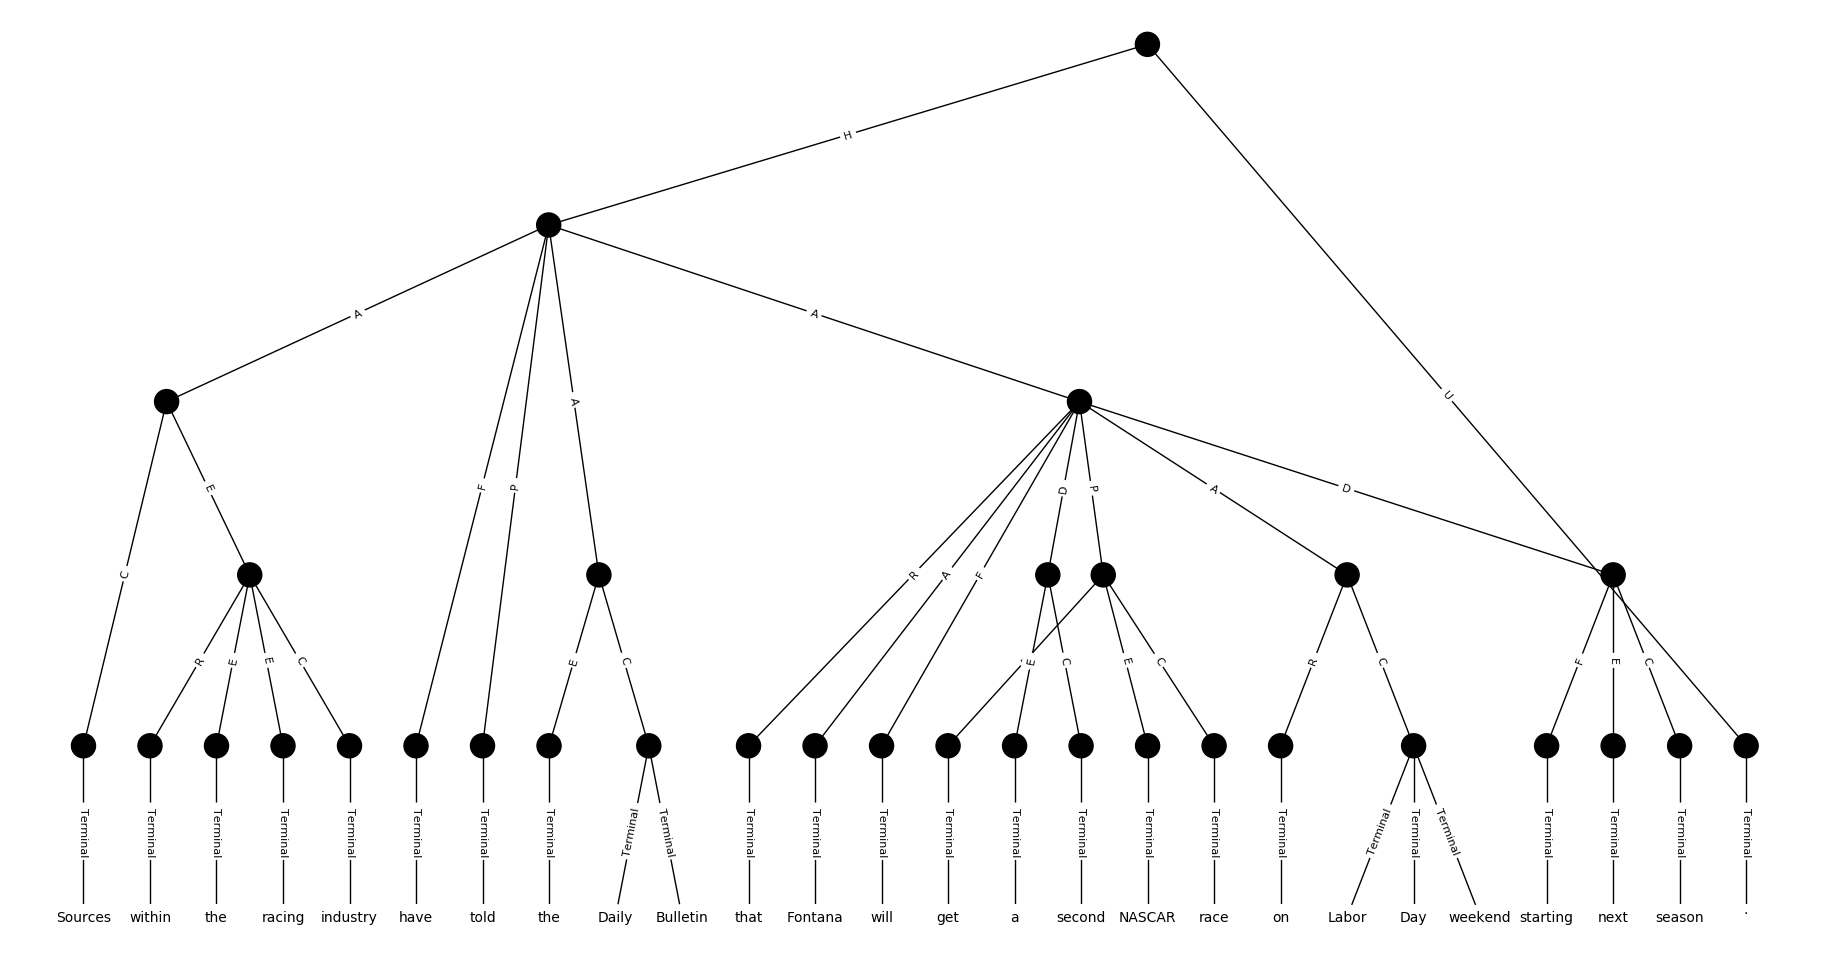 H
A A U
F P A
E D P A D
C R A F
R E E C E C E C E C R C F E C
Terminal Terminal Terminal Terminal Terminal Terminal Terminal Terminal Terminal Terminal Terminal Terminal Terminal Terminal Terminal Terminal Terminal Terminal Terminal Terminal Terminal Terminal Terminal Terminal Terminal Terminal
Sources within the racing industry have told the Daily Bulletin that Fontana will get a second NASCAR race on Labor Day weekend starting next season .